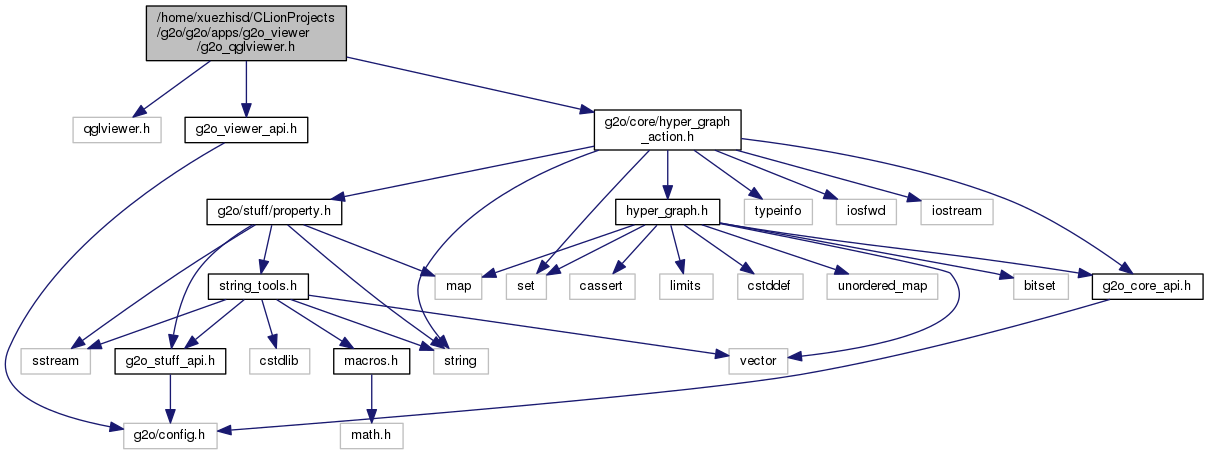 /home/xuezhisd/CLionProjects
/g2o/g2o/apps/g2o_viewer
/g2o_qglviewer.h
qglviewer.h
g2o_viewer_api.h
g2o/core/hyper_graph
_action.h
g2o/stuff/property.h
hyper_graph.h
typeinfo
iosfwd
iostream
string_tools.h
map
set
cassert
limits
cstddef
unordered_map
bitset
g2o_core_api.h
sstream
g2o_stuff_api.h
cstdlib
macros.h
string
vector
g2o/config.h
math.h